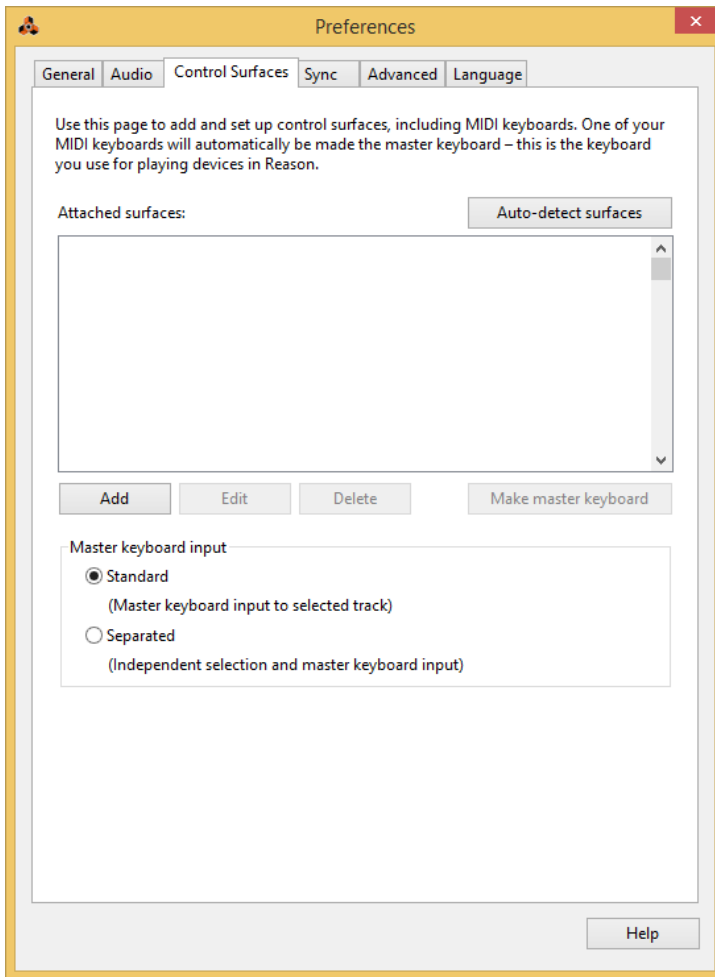 Preferences
General Audio Control Surfaces Sync Advanced Language
Use this page to add and set up control surfaces, including MIDI keyboards. One of your
MIDI keyboards will automatically be made the master keyboard – this is the keyboard
you use for playing devices in Reason.
Attached surfaces: Auto-detect surfaces
Add Edit Delete Make master keyboard
Master keyboard input
Standard
(Master keyboard input to selected track)
Separated
(Independent selection and master keyboard input)
Help